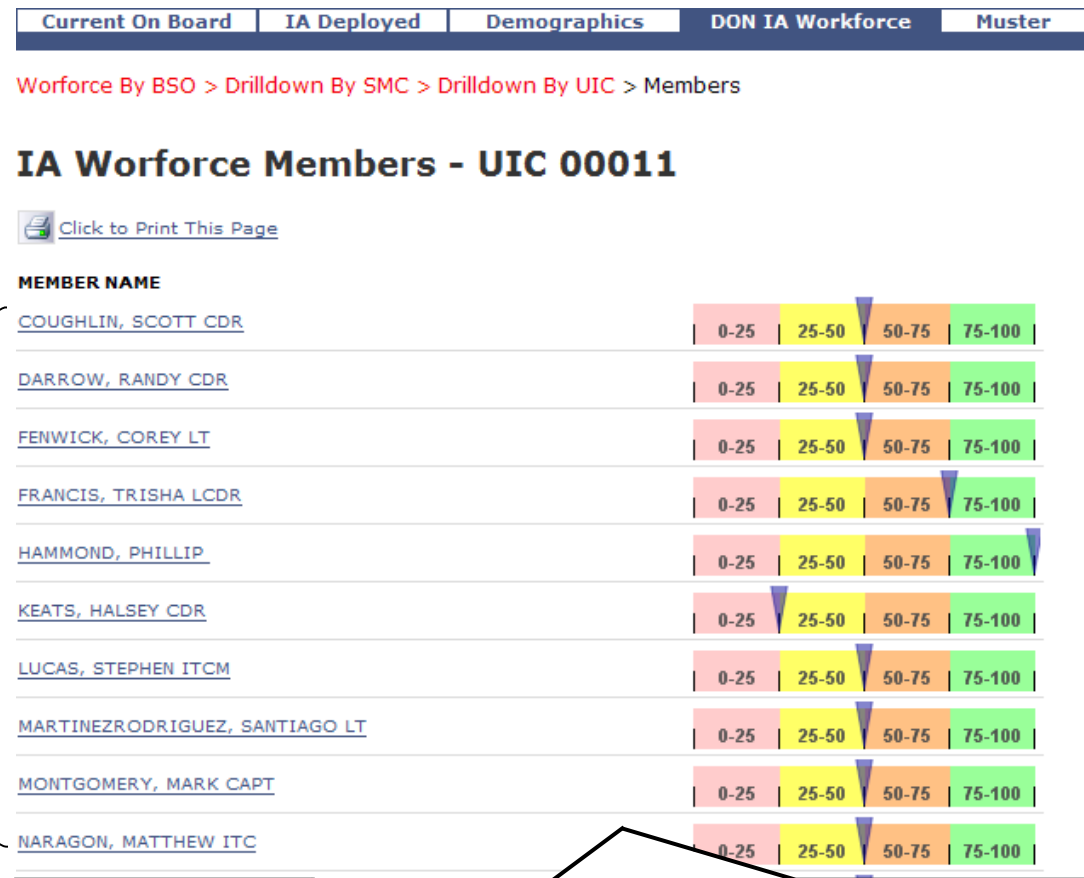 Current On Board IA Deployed Demographics DON IA Workforce Muster
Worforce By BSO > Drilldown By SMC > Drilldown By UIC > Members
IA Worforce Members - UIC 00011
Click to Print This Page
MEMBER NAME
COUGHLIN, SCOTT CDR 0-25 25-50 50-75 75-100
DARROW, RANDY CDR 0-25 25-50 50-75 75-100
FENWICK, COREY LT 0-25 25-50 50-75 75-100
FRANCIS, TRISHA LCDR 0-25 25-50 50-75 75-100
HAMMOND, PHILLIP 0-25 25-50 50-75 75-100
KEATS, HALSEY CDR 0-25 25-50 50-75 75-100
LUCAS, STEPHEN ITCM 0-25 25-50 50-75 75-100
MARTINEZRODRIGUEZ, SANTIAGO LT 0-25 25-50 50-75 75-100
MONTGOMERY, MARK CAPT 0-25 25-50 50-75 75-100
NARAGON, MATTHEW ITC 0-25 25-50 50-75 75-100